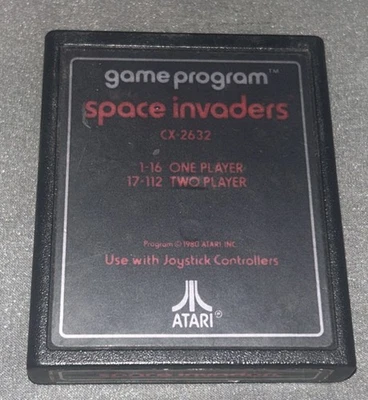 game program™
space invaders
CX-2632
1-16 ONE PLAYER
17-112 TWO PLAYER
Program © 1980 ATARI INC.
Use with Joystick Controllers
ATARI®